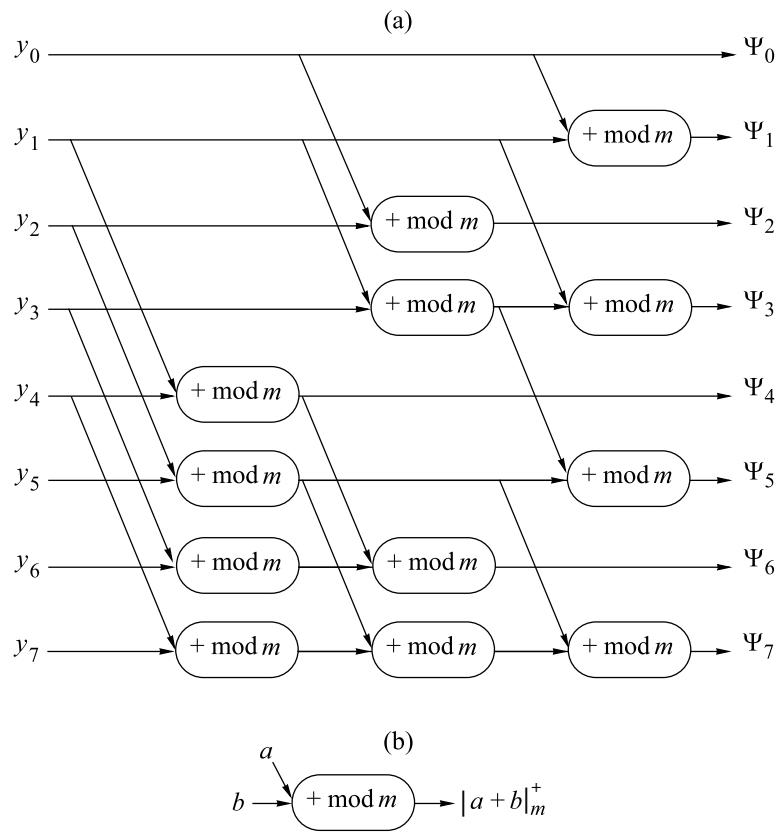 (a)
y₀ Ψ₀
y₁ + mod m Ψ₁
y₂ + mod m Ψ₂
y₃ + mod m + mod m Ψ₃
y₄ + mod m Ψ₄
y₅ + mod m + mod m Ψ₅
y₆ + mod m + mod m Ψ₆
y₇ + mod m + mod m + mod m Ψ₇
(b)
a
b + mod m |a + b|⁺ₘ